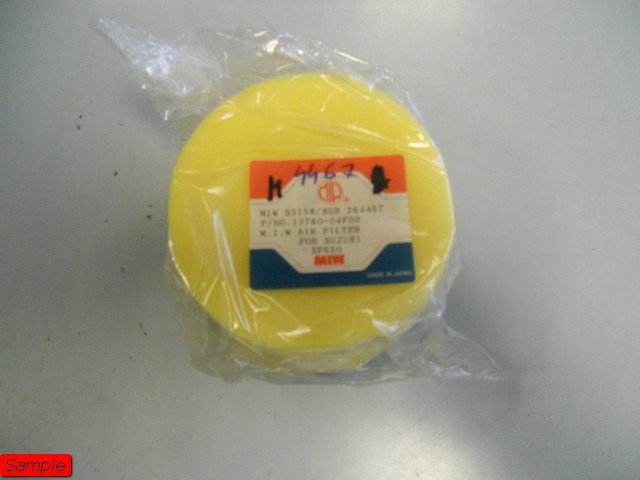 M 4467
MIW S3158/SGR 264467
P/NO.13780-04F00
M.I.W AIR FILTER
FOR SUZUKI
XF650
MIW
MADE IN JAPAN
Sample